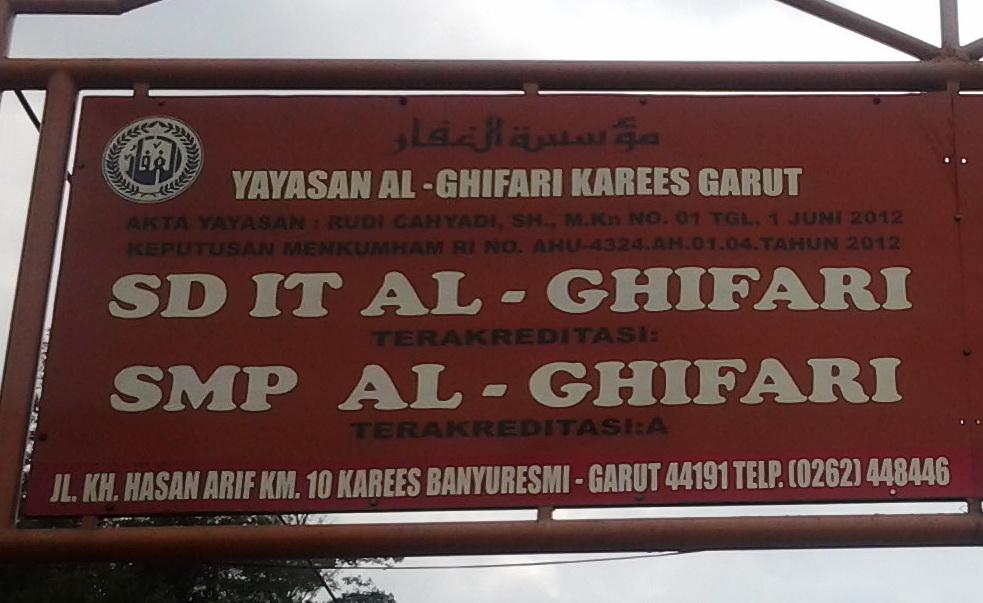 مؤسسة الغفار
YAYASAN AL -GHIFARI KAREES GARUT
AKTA YAYASAN : RUDI CAHYADI, SH., M.Kn NO. 01 TGL. 1 JUNI 2012
KEPUTUSAN MENKUMHAM RI NO. AHU-4324.AH.01.04.TAHUN 2012
SD IT AL - GHIFARI
TERAKREDITASI:
SMP AL - GHIFARI
TERAKREDITASI:A
JL. KH. HASAN ARIF KM. 10 KAREES BANYURESMI - GARUT 44191 TELP. (0262) 448446